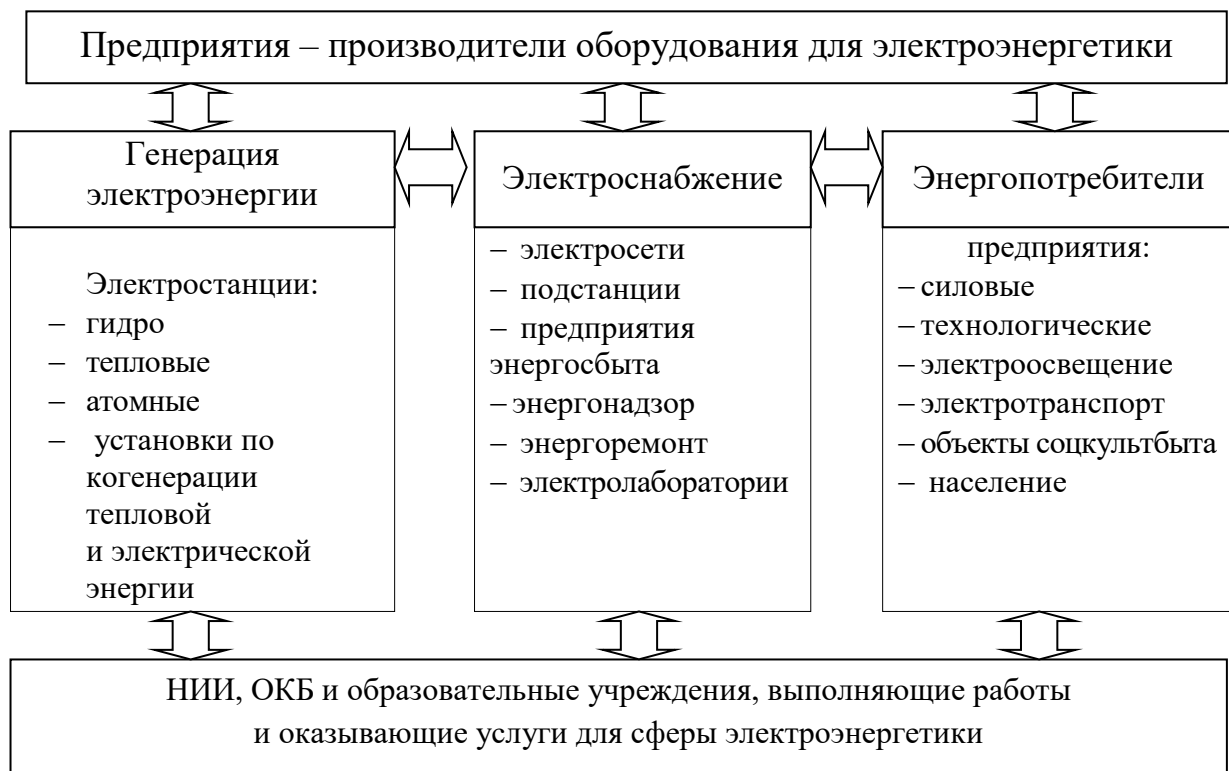 Предприятия – производители оборудования для электроэнергетики
Генерация
электроэнергии
Электростанции:
– гидро
– тепловые
– атомные
– установки по
когенерации
тепловой
и электрической
энергии
Электроснабжение
– электросети
– подстанции
– предприятия
энергосбыта
– энергонадзор
– энергоремонт
– электролаборатории
Энергопотребители
предприятия:
– силовые
– технологические
– электроосвещение
– электротранспорт
– объекты соцкультбыта
– население
НИИ, ОКБ и образовательные учреждения, выполняющие работы
и оказывающие услуги для сферы электроэнергетики